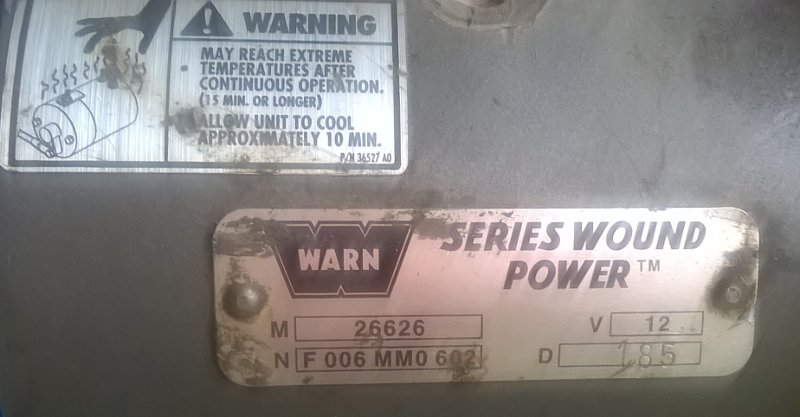 WARNING
MAY REACH EXTREME
TEMPERATURES AFTER
CONTINUOUS OPERATION.
(15 MIN. OR LONGER)
ALLOW UNIT TO COOL
APPROXIMATELY 10 MIN.
P/N 36527 A0
WARN
SERIES WOUND
POWER™
M 26626 V 12
N F 006 MM0 602 D 185